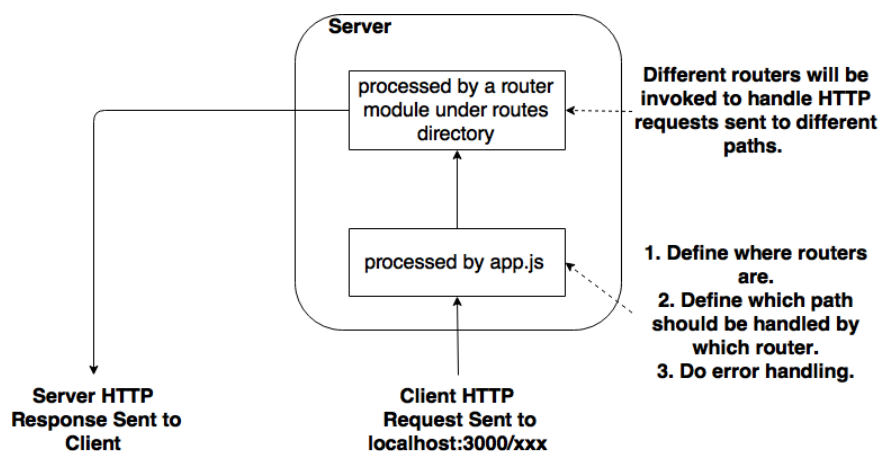 Server
processed by a router
module under routes
directory
Different routers will be
invoked to handle HTTP
requests sent to different
paths.
processed by app.js
1. Define where routers
are.
2. Define which path
should be handled by
which router.
3. Do error handling.
Server HTTP
Response Sent to
Client
Client HTTP
Request Sent to
localhost:3000/xxx